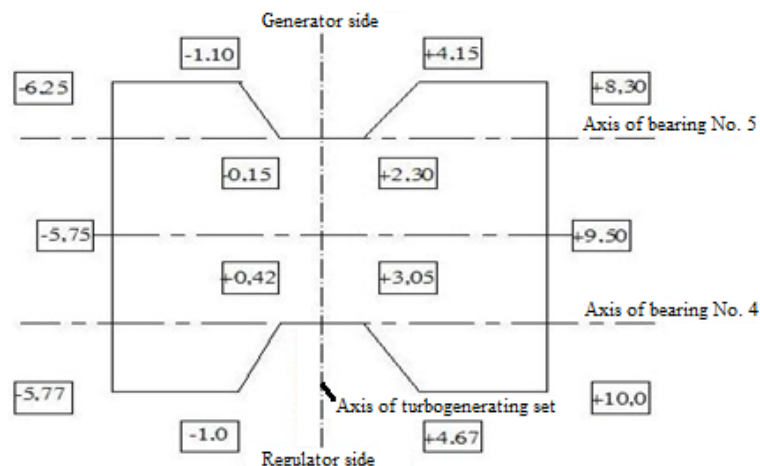 Generator side
-1.10
+4.15
-6.25
+8,30
Axis of bearing No. 5
-0.15
+2.30
-5.75
+9.50
+0,42
+3,05
Axis of bearing No. 4
-5,77
Axis of turbogenerating set
+10,0
-1.0
+4.67
Regulator side